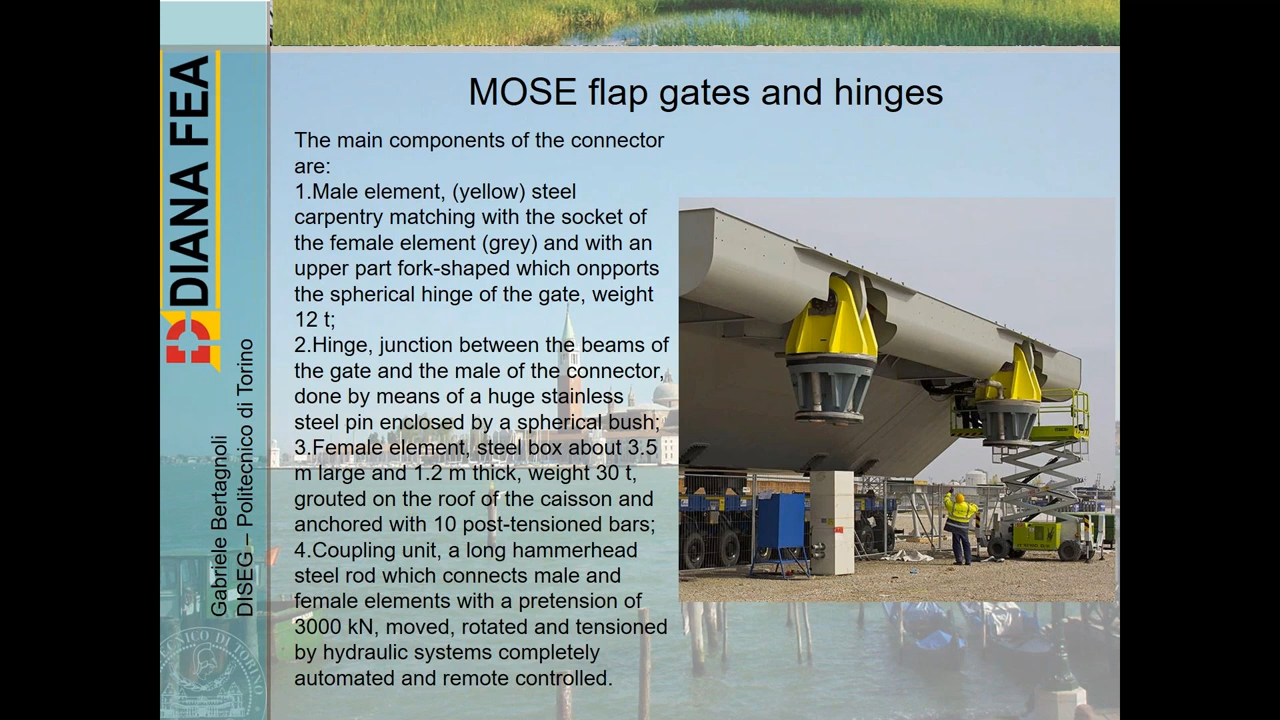 MOSE flap gates and hinges
The main components of the connector
are:
1.Male element, (yellow) steel
carpentry matching with the socket of
the female element (grey) and with an
upper part fork-shaped which onpports
the spherical hinge of the gate, weight
12 t;
2.Hinge, junction between the beams of
the gate and the male of the connector,
done by means of a huge stainless
steel pin enclosed by a spherical bush;
3.Female element, steel box about 3.5
m large and 1.2 m thick, weight 30 t,
grouted on the roof of the caisson and
anchored with 10 post-tensioned bars;
4.Coupling unit, a long hammerhead
steel rod which connects male and
female elements with a pretension of
3000 kN, moved, rotated and tensioned
by hydraulic systems completely
automated and remote controlled.
DIANA FEA
Gabriele Bertagnoli
DISEG – Politecnico di Torino